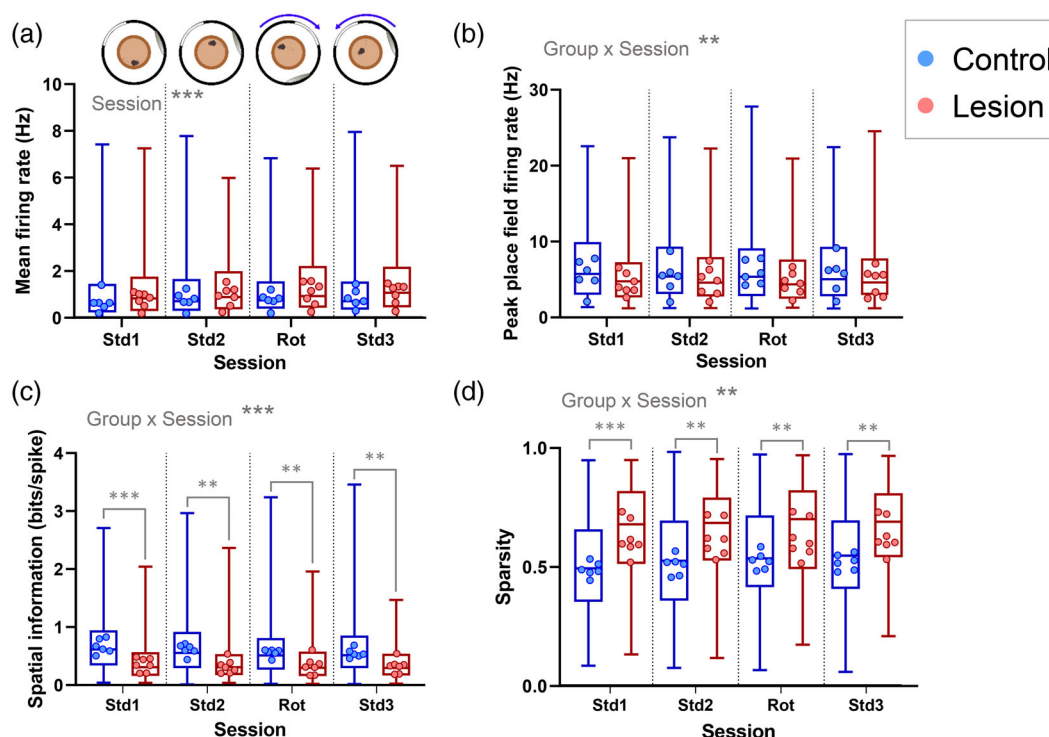 (a)
Session ***
Mean firing rate (Hz)
10
8
6
4
2
0
Std1 Std2 Rot Std3
Session
(b)
Group x Session **
Peak place field firing rate (Hz)
30
20
10
0
Std1 Std2 Rot Std3
Session
Control
Lesion
(c)
Group x Session ***
Spatial information (bits/spike)
4
3
2
1
0
*** ** ** **
Std1 Std2 Rot Std3
Session
(d)
Group x Session **
Sparsity
1.0
0.5
0.0
*** ** ** **
Std1 Std2 Rot Std3
Session